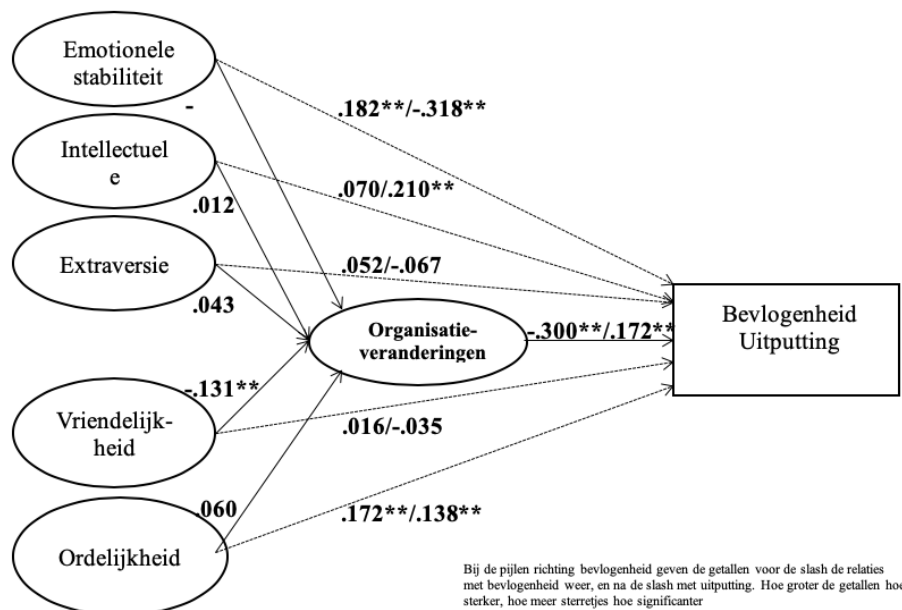 Emotionele
stabiliteit
-
.182**/-.318**
Intellectuel
e
.070/.210**
.012
Extraversie
.052/-.067
.043
Organisatie-
veranderingen
-.300**/.172**
Bevlogenheid
Uitputting
-.131**
Vriendelijk-
heid
.016/-.035
.060
.172**/.138**
Ordelijkheid
Bij de pijlen richting bevlogenheid geven de getallen voor de slash de relaties
met bevlogenheid weer, en na de slash met uitputting. Hoe groter de getallen hoe
sterker, hoe meer sterretjes hoe significanter